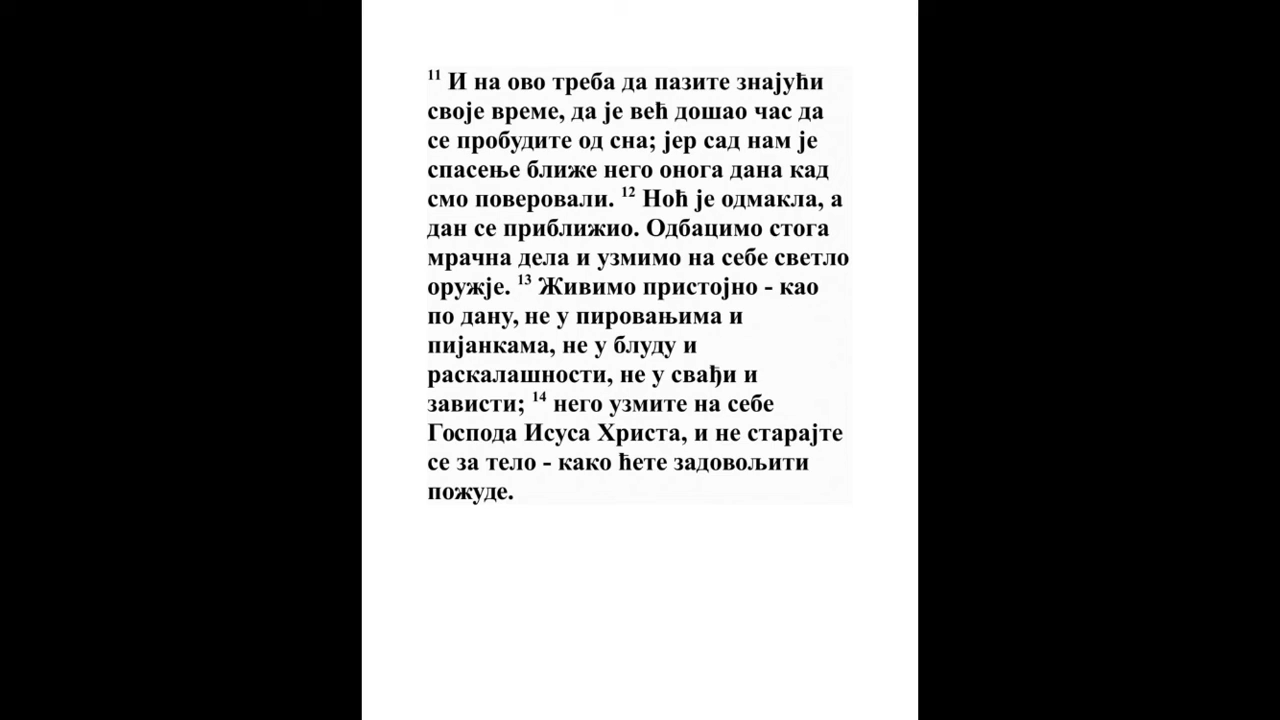 11 И на ово треба да пазите знајући
своје време, да је већ дошао час да
се пробудите од сна; јер сад нам је
спасење ближе него онога дана кад
смо поверовали. 12 Ноћ је одмакла, а
дан се приближио. Одбацимо стога
мрачна дела и узмимо на себе светло
оружје. 13 Живимо пристојно - као
по дану, не у пировањима и
пијанкама, не у блуду и
раскалашности, не у свађи и
зависти; 14 него узмите на себе
Господа Исуса Христа, и не старајте
се за тело - како ћете задовољити
пожуде.